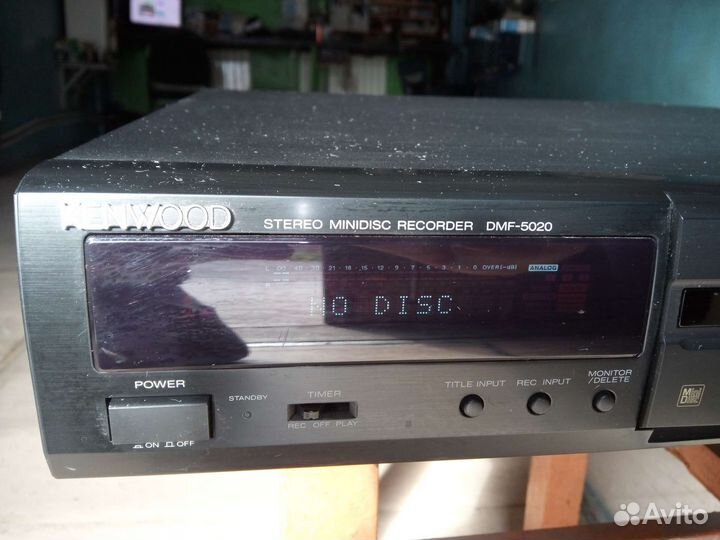 KENWOOD STEREO MINIDISC RECORDER DMF-5020
L ∞ 40 30 21 18 15 12 9 7 5 3 1 0 OVER(-dB) ANALOG
NO DISC
POWER
STANDBY
TIMER
TITLE INPUT
REC INPUT
MONITOR
/DELETE
REC OFF PLAY
ON OFF
Mini
Disc
Avito